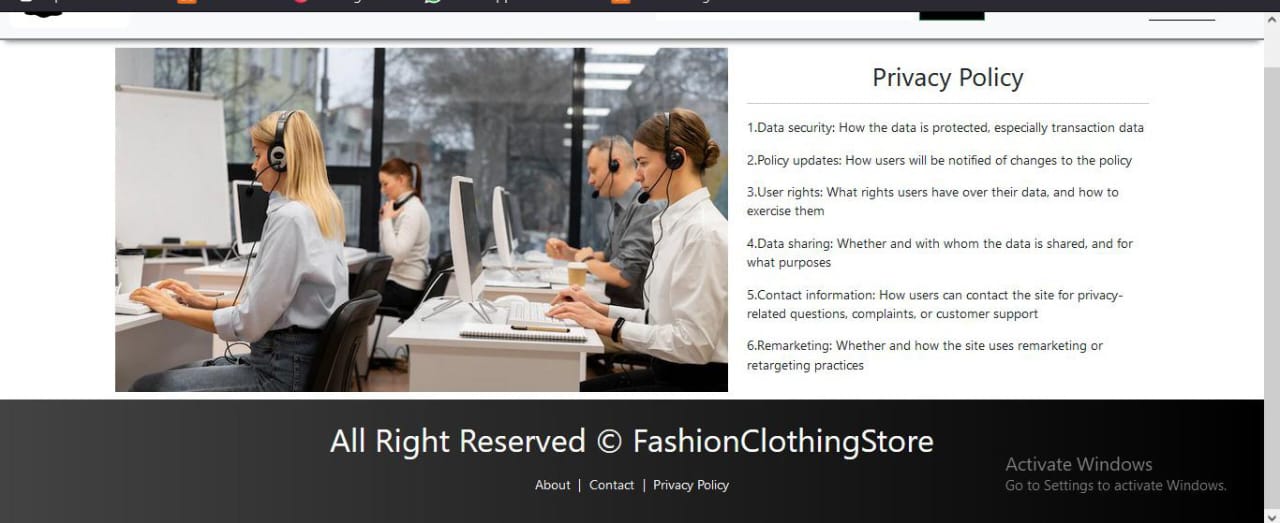 Privacy Policy
1.Data security: How the data is protected, especially transaction data
2.Policy updates: How users will be notified of changes to the policy
3.User rights: What rights users have over their data, and how to
exercise them
4.Data sharing: Whether and with whom the data is shared, and for
what purposes
5.Contact information: How users can contact the site for privacy-
related questions, complaints, or customer support
6.Remarketing: Whether and how the site uses remarketing or
retargeting practices
All Right Reserved © FashionClothingStore
About | Contact | Privacy Policy
Activate Windows
Go to Settings to activate Windows.